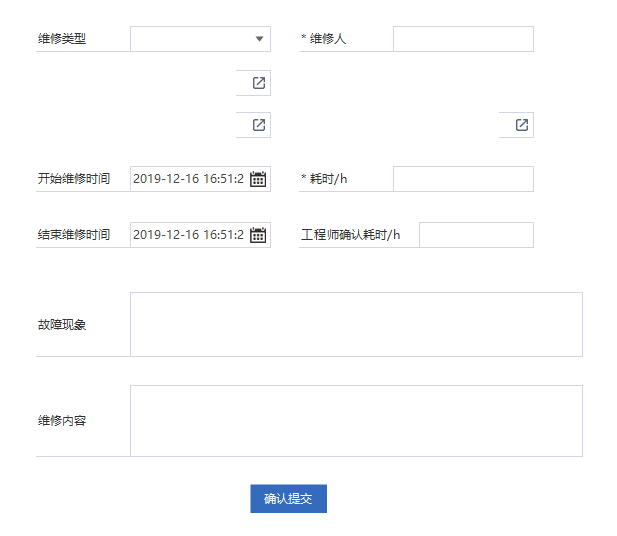 维修类型
* 维修人
开始维修时间 2019-12-16 16:51:2
* 耗时/h
结束维修时间 2019-12-16 16:51:2
工程师确认耗时/h
故障现象
维修内容
确认提交